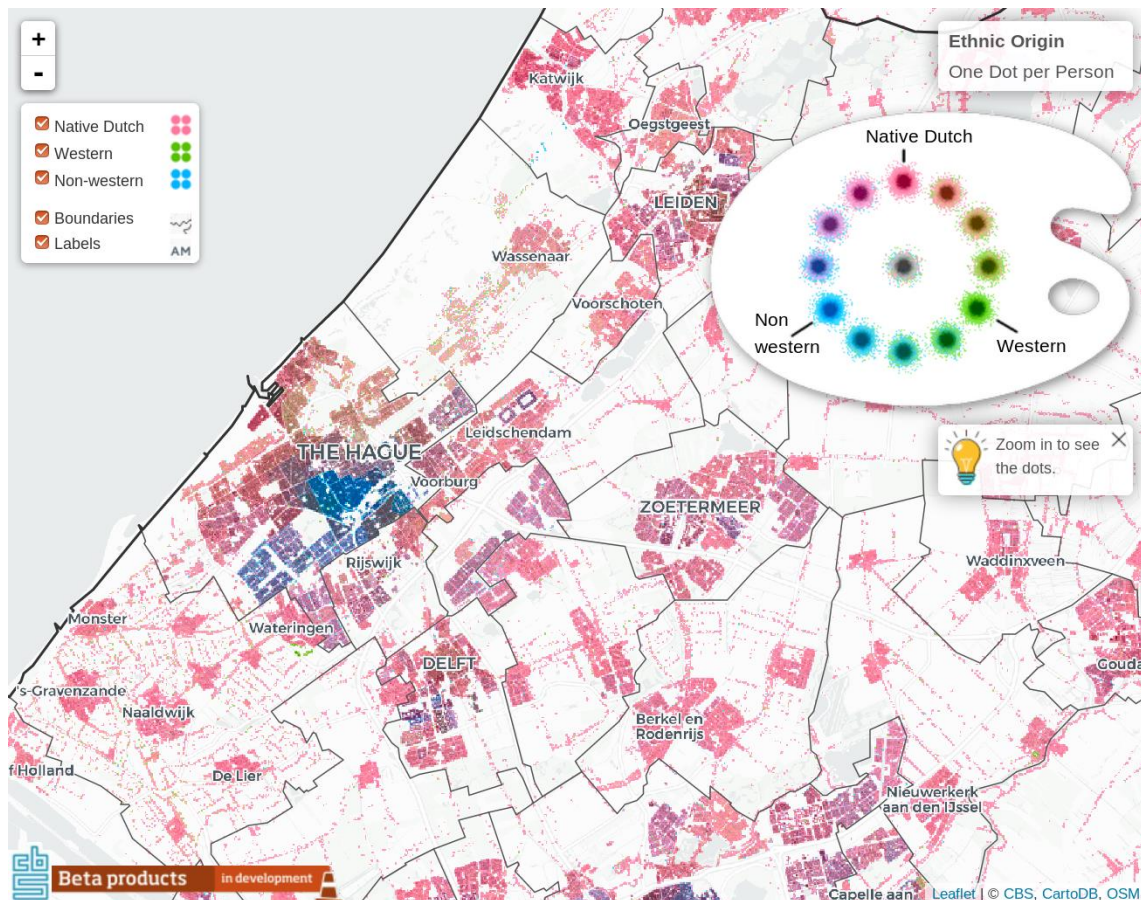 +
-
Native Dutch
Western
Non-western
Boundaries
Labels
AM
Ethnic Origin
One Dot per Person
Native Dutch
Non
western
Western
Zoom in to see
the dots.
Katwijk
Oegstgeest
LEIDEN
Wassenaar
Voorschoten
Leidschendam
THE HAGUE
Voorburg
ZOETERMEER
Rijswijk
Waddinxveen
Monster
Wateringen
DELFT
Gouda
's-Gravenzande
Naaldwijk
Berkel en
Rodenrijs
f Holland
De Lier
Nieuwerkerk
aan den IJssel
Capelle aan
cbs
Beta products
in development
Leaflet | © CBS, CartoDB, OSM